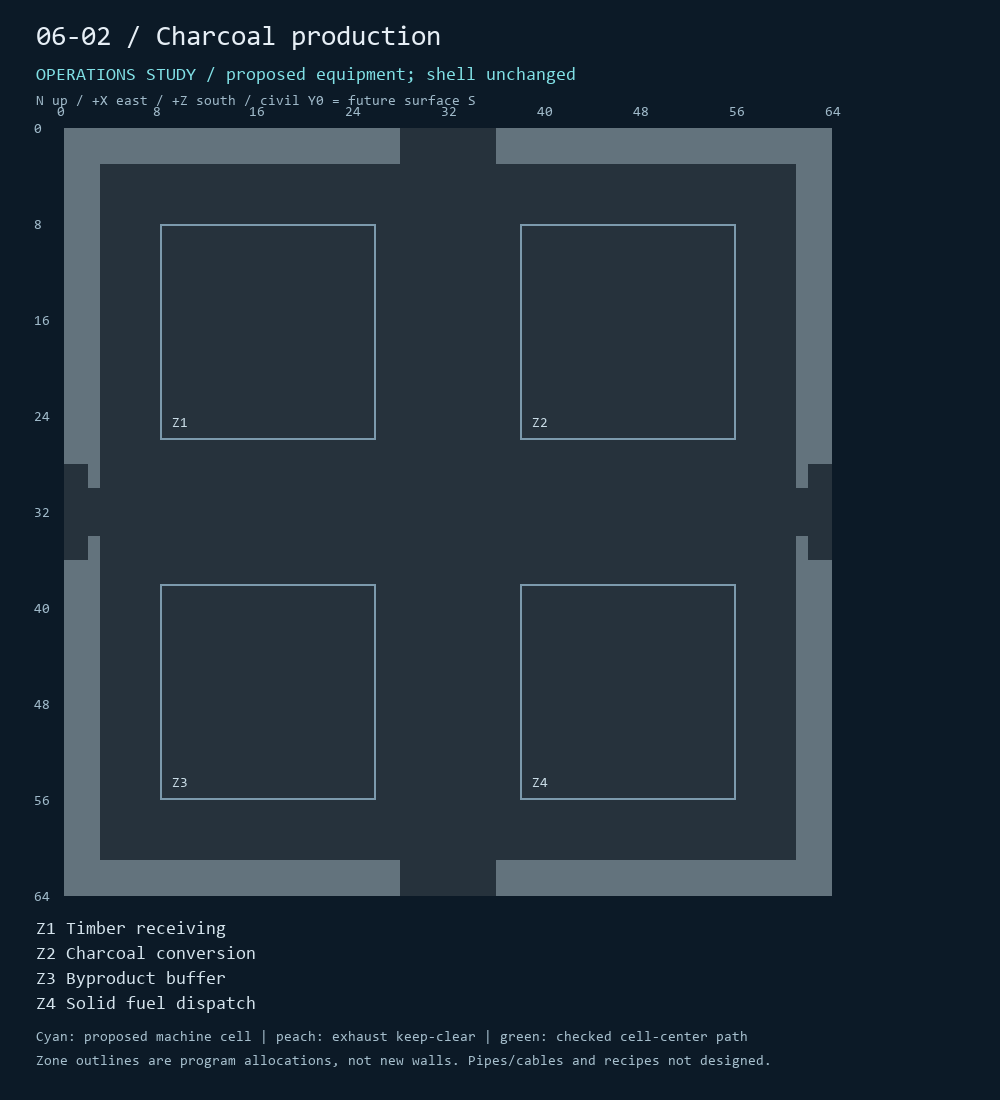 06-02 / Charcoal production
OPERATIONS STUDY / proposed equipment; shell unchanged
N up / +X east / +Z south / civil Y0 = future surface S
0 8 16 24 32 40 48 56 64
0
8
16
24
32
40
48
56
64
Z1 Z2
Z3 Z4
Z1 Timber receiving
Z2 Charcoal conversion
Z3 Byproduct buffer
Z4 Solid fuel dispatch
Cyan: proposed machine cell | peach: exhaust keep-clear | green: checked cell-center path
Zone outlines are program allocations, not new walls. Pipes/cables and recipes not designed.